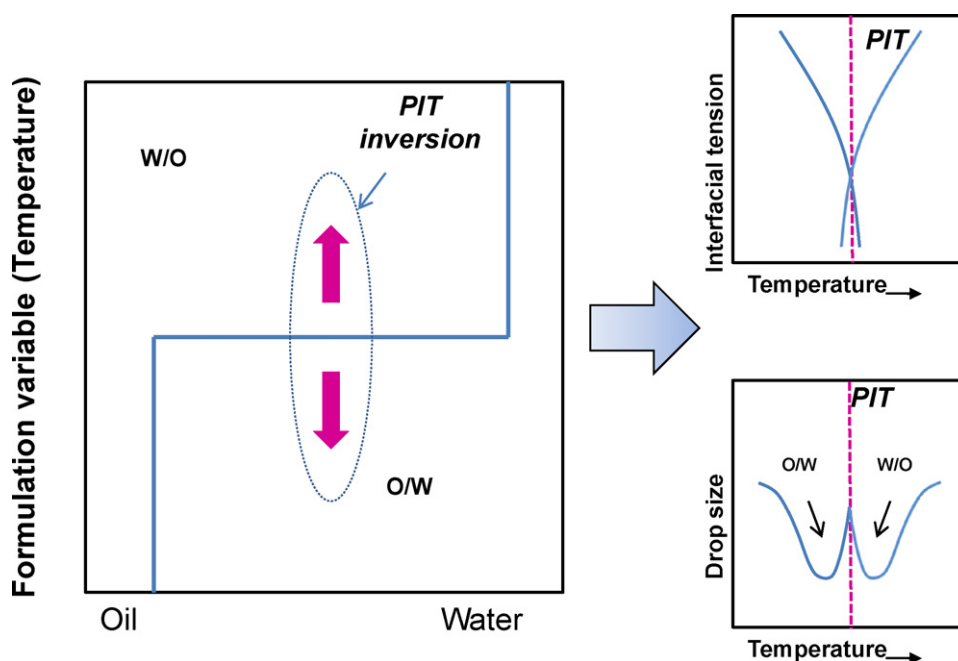 Formulation variable (Temperature)
W/O
PIT
inversion
O/W
Oil
Water
Interfacial tension
PIT
Temperature
Drop size
PIT
O/W
W/O
Temperature